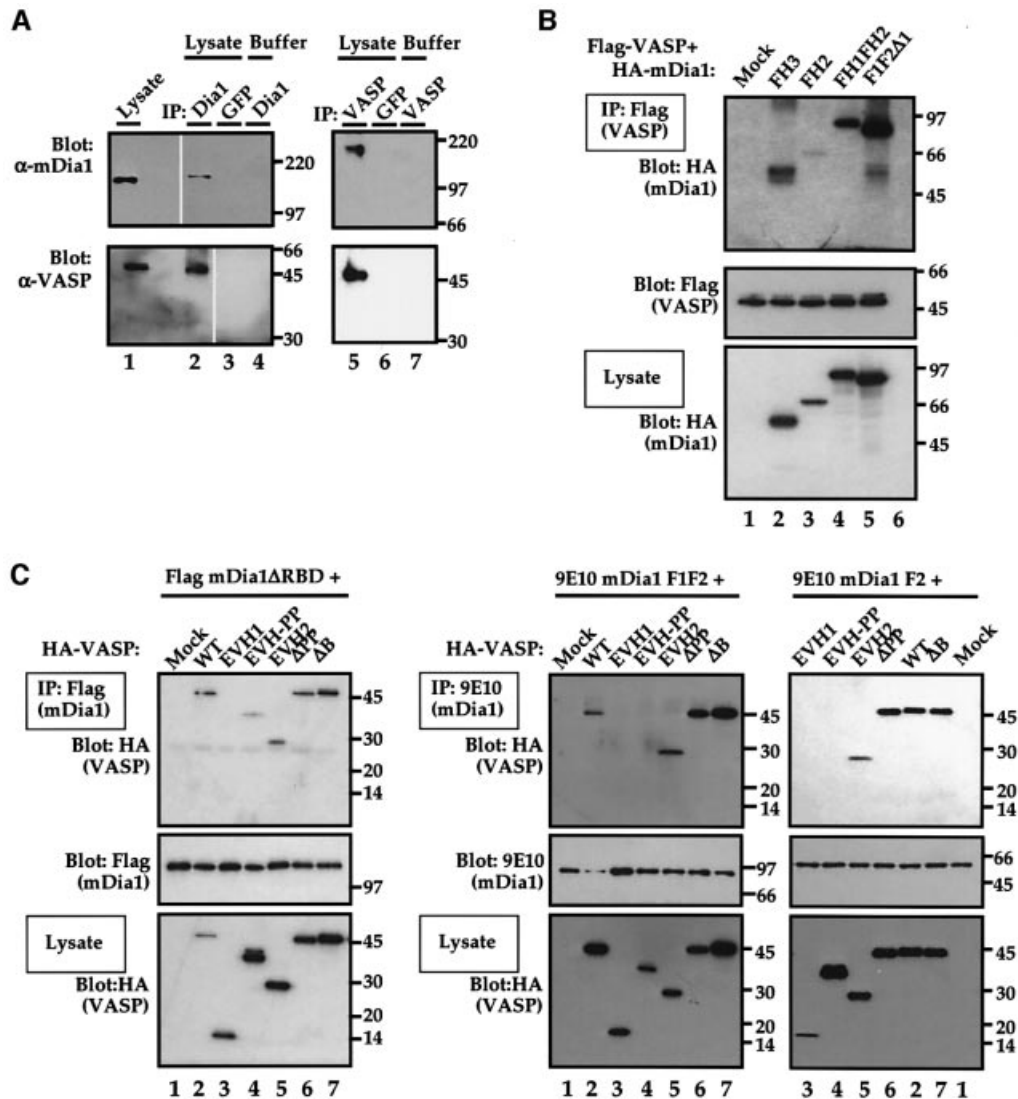 A
Lysate Buffer
Lysate IP: Dia1 GFP Dia1
Blot: α-mDia1
220
97
Blot: α-VASP
66
45
30
1 2 3 4
Lysate Buffer
IP: VASP GFP VASP
220
97
66
45
30
5 6 7
B
Flag-VASP+
HA-mDia1:
Mock FH3 FH2 FH1FH2 F1F2Δ1
IP: Flag (VASP)
Blot: HA (mDia1)
97
66
45
Blot: Flag (VASP)
66
45
Lysate
Blot: HA (mDia1)
97
66
45
1 2 3 4 5 6
C
Flag mDia1ΔRBD +
HA-VASP:
Mock WT EVH1 EVH-PP EVH2 ΔPP ΔB
IP: Flag (mDia1)
Blot: HA (VASP)
45
30
20
14
Blot: Flag (mDia1)
97
Lysate
Blot:HA (VASP)
45
30
20
14
1 2 3 4 5 6 7
9E10 mDia1 F1F2 +
HA-VASP:
Mock WT EVH1 EVH-PP EVH2 ΔPP ΔB
IP: 9E10 (mDia1)
Blot: HA (VASP)
45
30
20
14
Blot: 9E10 (mDia1)
97
66
Lysate
Blot:HA (VASP)
45
30
20
14
1 2 3 4 5 6 7
9E10 mDia1 F2 +
EVH1 EVH-PP EVH2 ΔPP WT ΔB Mock
45
30
20
14
66
45
45
30
20
14
3 4 5 6 2 7 1